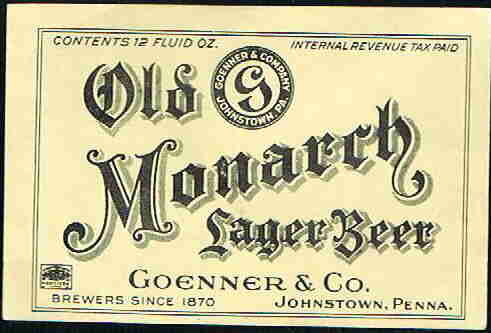 CONTENTS 12 FLUID OZ.
INTERNAL REVENUE TAX PAID
Old
GOENNER & COMPANY
G
JOHNSTOWN, PA.
Monarch
Lager Beer
GOENNER & CO.
BREWERS SINCE 1870
JOHNSTOWN, PENNA.